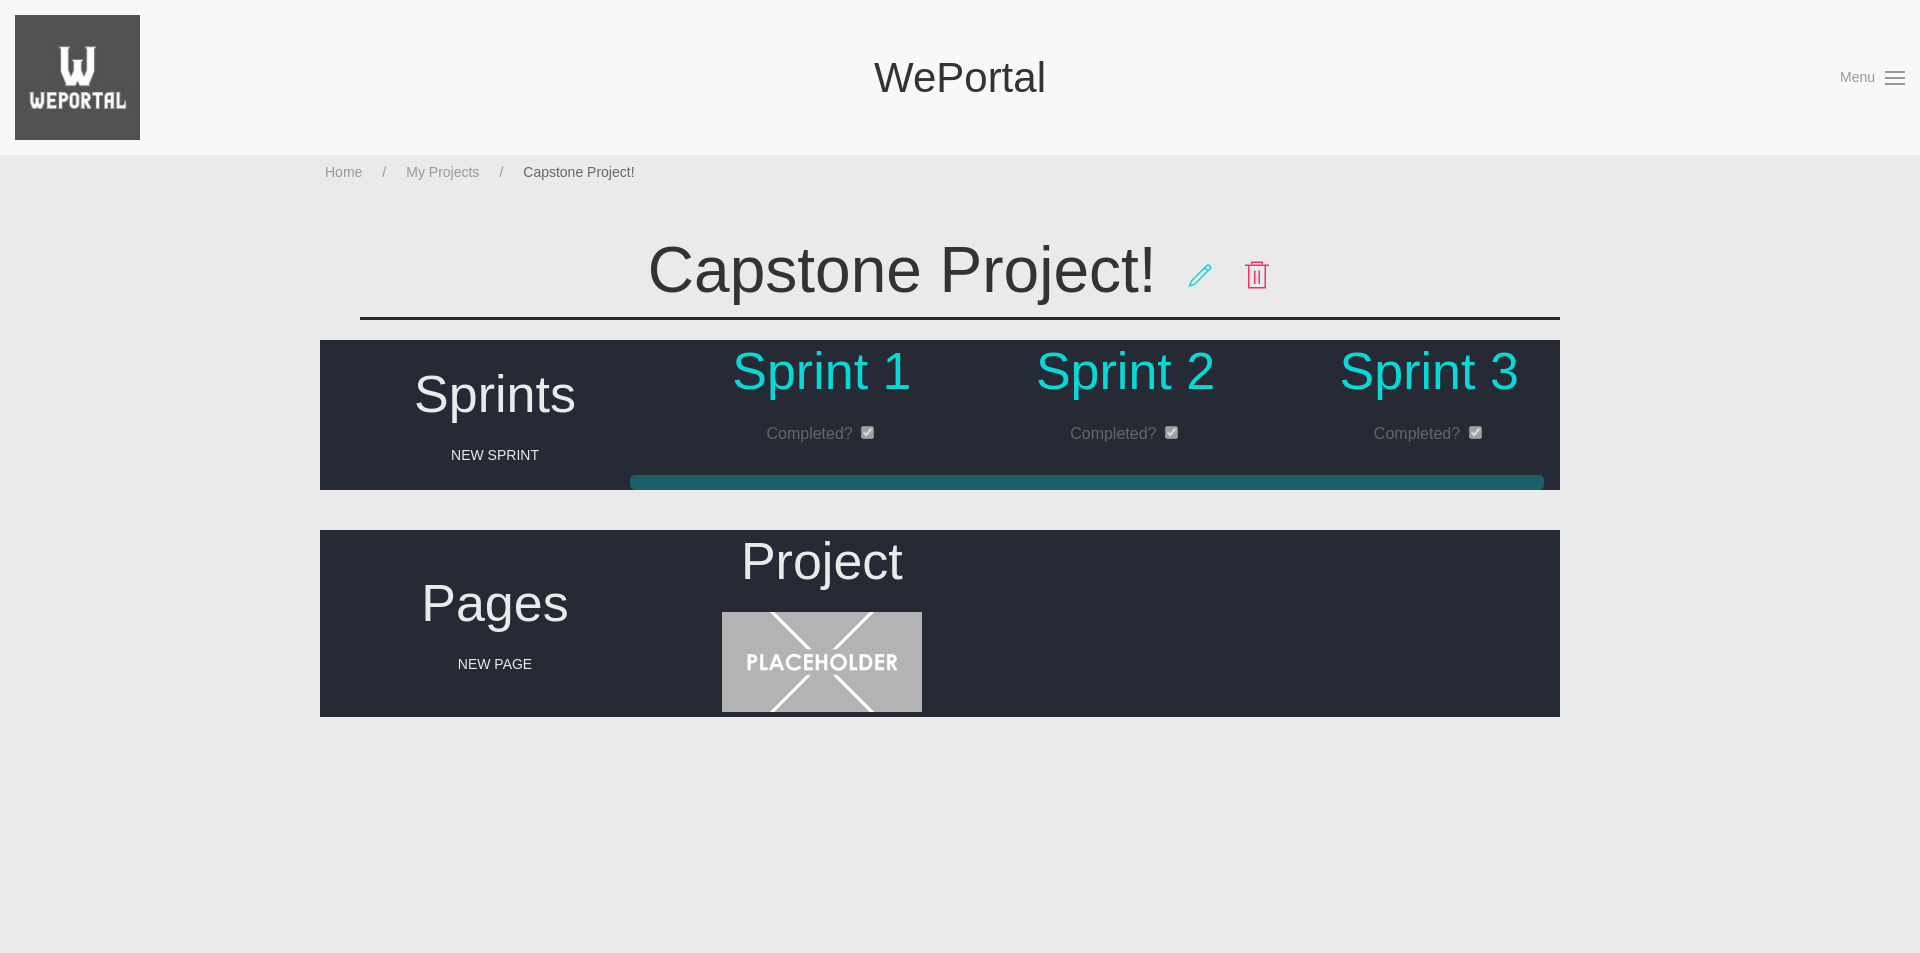 W
WEPORTAL
WePortal
Menu
Home / My Projects / Capstone Project!
Capstone Project!
Sprints
NEW SPRINT
Sprint 1
Completed?
Sprint 2
Completed?
Sprint 3
Completed?
Pages
NEW PAGE
Project
PLACEHOLDER